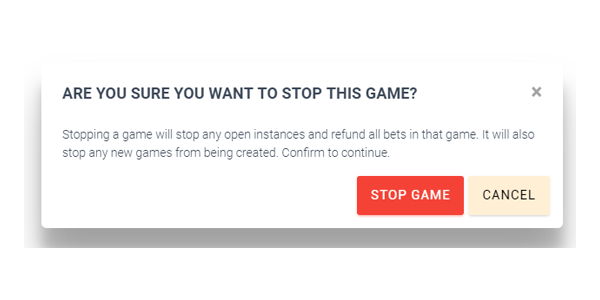 ARE YOU SURE YOU WANT TO STOP THIS GAME?
Stopping a game will stop any open instances and refund all bets in that game. It will also
stop any new games from being created. Confirm to continue.
STOP GAME CANCEL